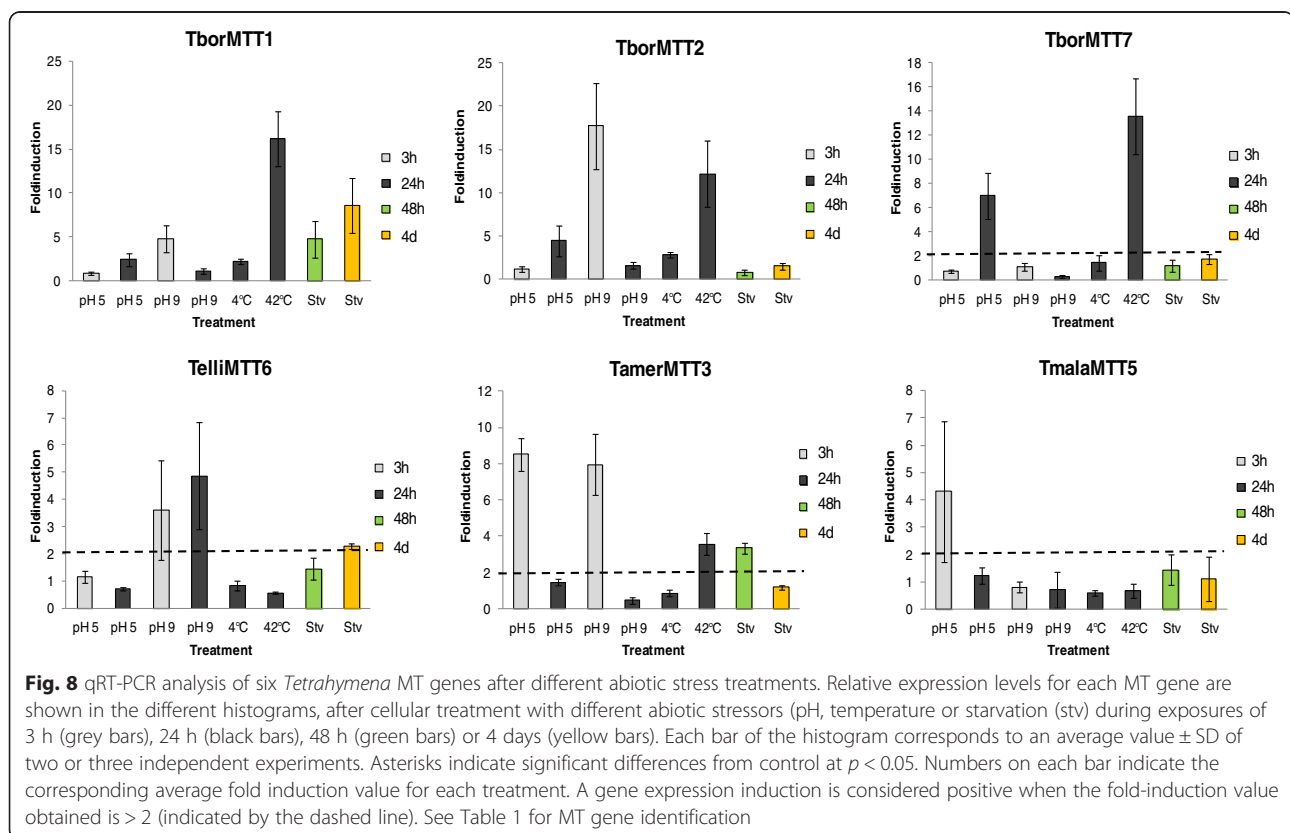 TborMTT1
25
20
15
10
5
0
Foldinduction
pH 5 pH 5 pH 9 pH 9 4ºC 42ºC Stv Stv
Treatment
3h
24h
48h
4d
TborMTT2
25
20
15
10
5
0
Foldinduction
pH 5 pH 5 pH 9 pH 9 4ºC 42ºC Stv Stv
Treatment
3h
24h
48h
4d
TborMTT7
18
16
14
12
10
8
6
4
2
0
Foldinduction
pH 5 pH 5 pH 9 pH 9 4ºC 42ºC Stv Stv
Treatment
3h
24h
48h
4d
TelliMTT6
8
7
6
5
4
3
2
1
0
Foldinduction
pH 5 pH 5 pH 9 pH 9 4ºC 42ºC Stv Stv
Treatment
3h
24h
48h
4d
TamerMTT3
12
10
8
6
4
2
0
Foldinduction
pH 5 pH 5 pH 9 pH 9 4ºC 42ºC Stv Stv
Treatment
3h
24h
48h
4d
TmalaMTT5
8
7
6
5
4
3
2
1
0
Foldinduction
pH 5 pH 5 pH 9 pH 9 4ºC 42ºC Stv Stv
Treatment
3h
24h
48h
4d
Fig. 8 qRT-PCR analysis of six Tetrahymena MT genes after different abiotic stress treatments. Relative expression levels for each MT gene are
shown in the different histograms, after cellular treatment with different abiotic stressors (pH, temperature or starvation (stv) during exposures of
3 h (grey bars), 24 h (black bars), 48 h (green bars) or 4 days (yellow bars). Each bar of the histogram corresponds to an average value ± SD of
two or three independent experiments. Asterisks indicate significant differences from control at p < 0.05. Numbers on each bar indicate the
corresponding average fold induction value for each treatment. A gene expression induction is considered positive when the fold-induction value
obtained is > 2 (indicated by the dashed line). See Table 1 for MT gene identification